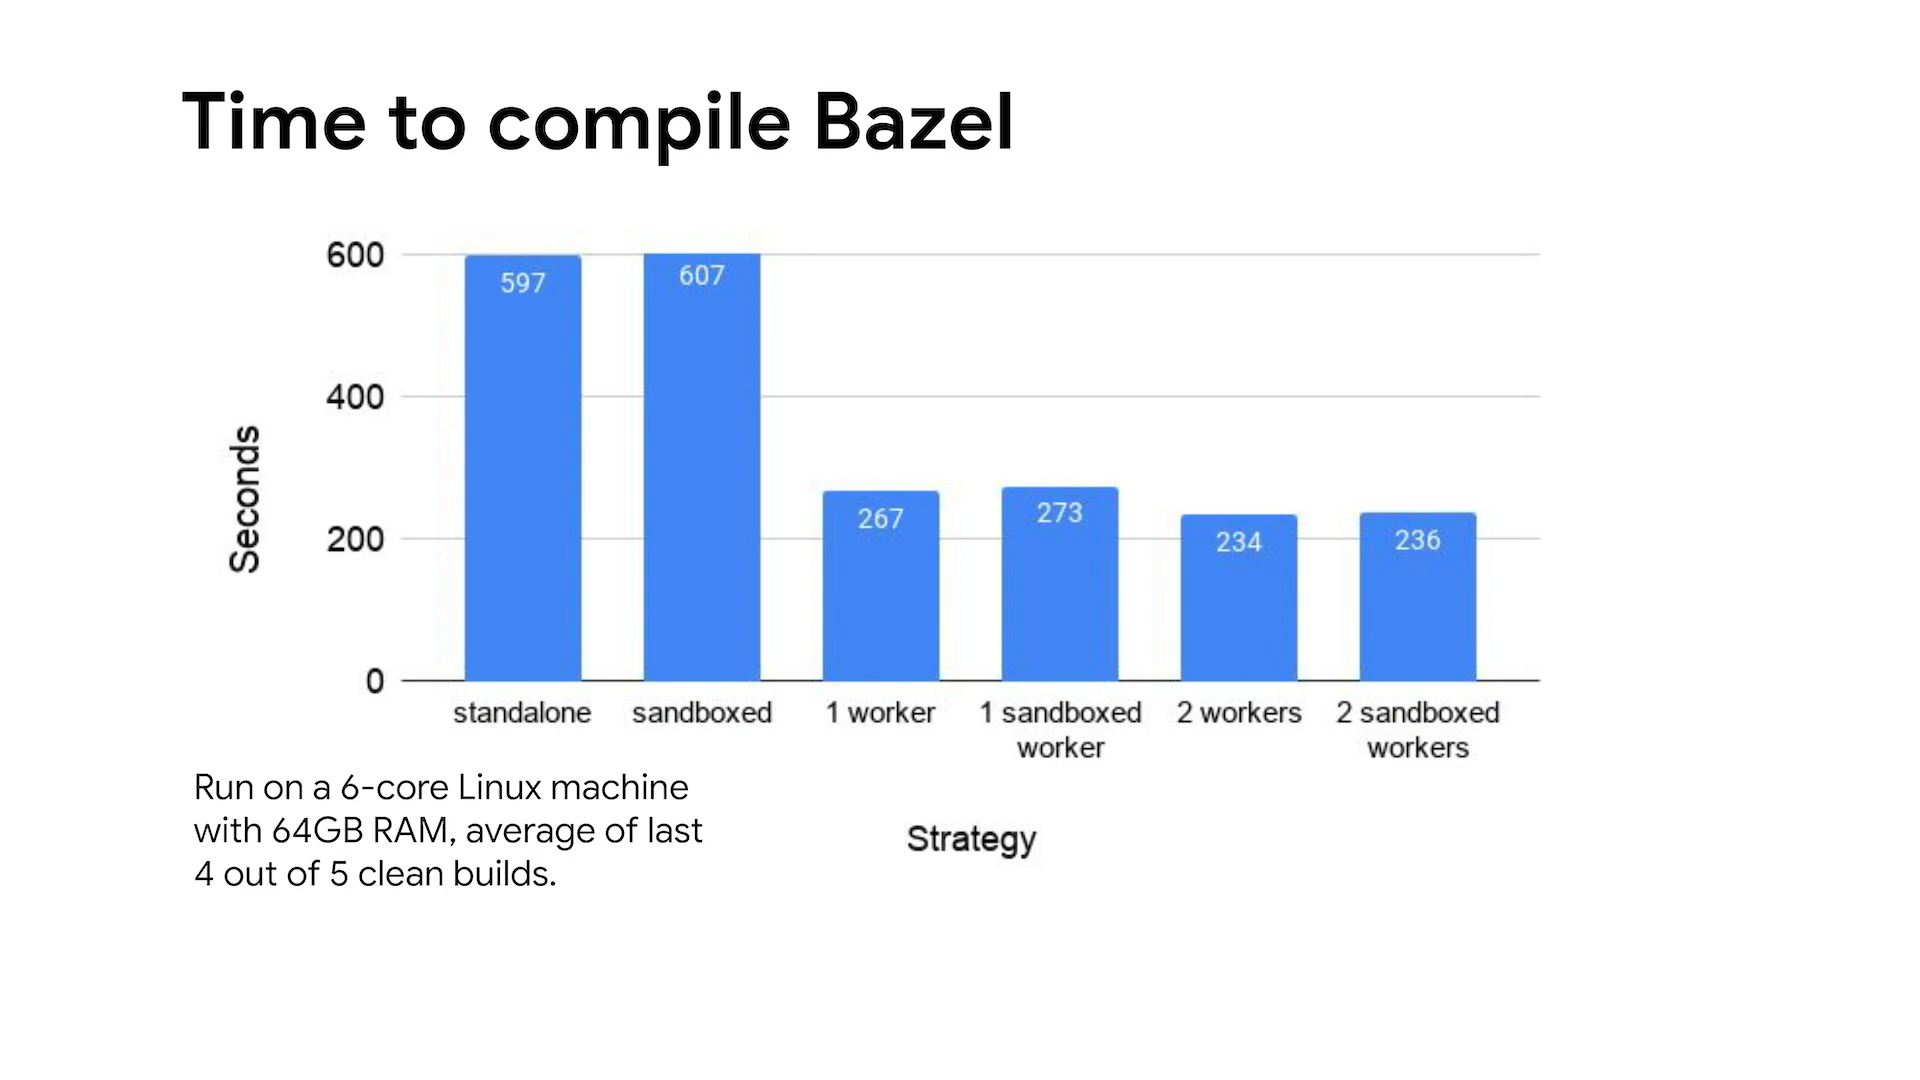 Time to compile Bazel
600
400
200
0
Seconds
597
607
267
273
234
236
standalone
sandboxed
1 worker
1 sandboxed
worker
2 workers
2 sandboxed
workers
Strategy
Run on a 6-core Linux machine
with 64GB RAM, average of last
4 out of 5 clean builds.